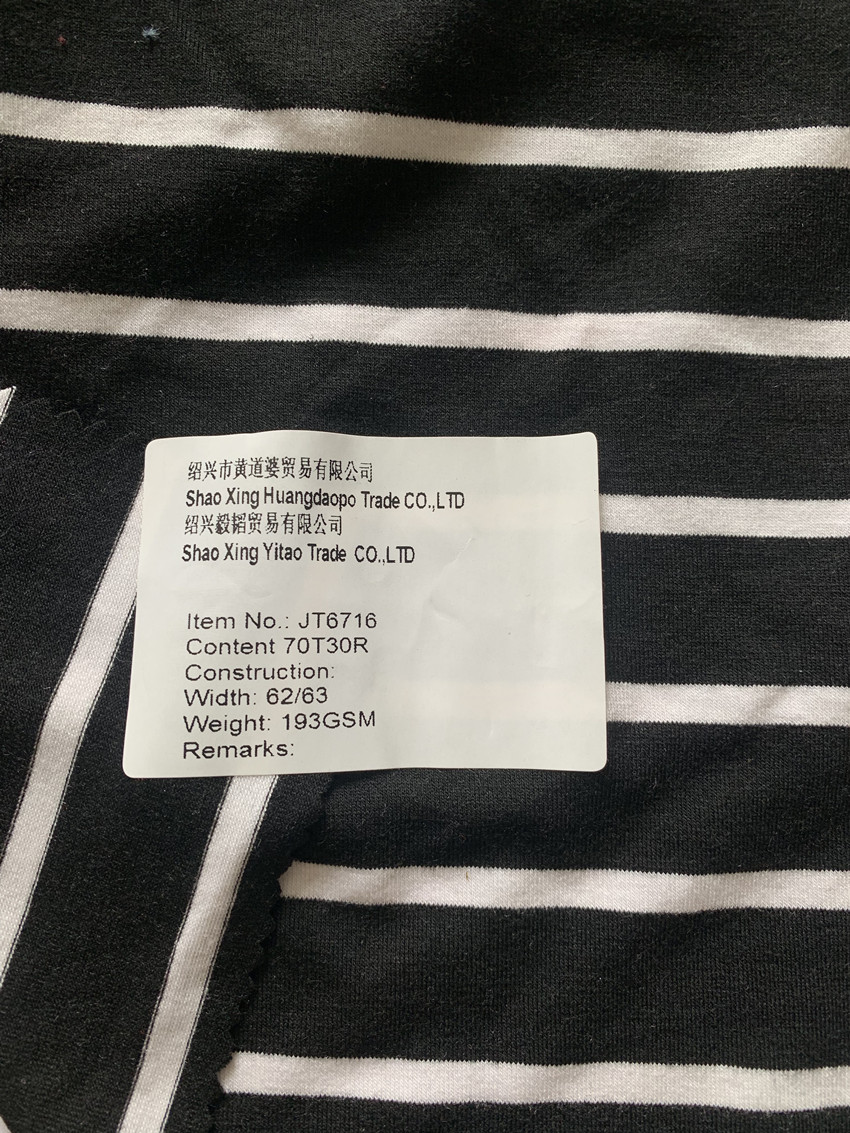 绍兴市黄道婆贸易有限公司
Shao Xing Huangdaopo Trade CO.,LTD
绍兴毅韬贸易有限公司
Shao Xing Yitao Trade CO.,LTD
Item No.: JT6716
Content 70T30R
Construction:
Width: 62/63
Weight: 193GSM
Remarks: